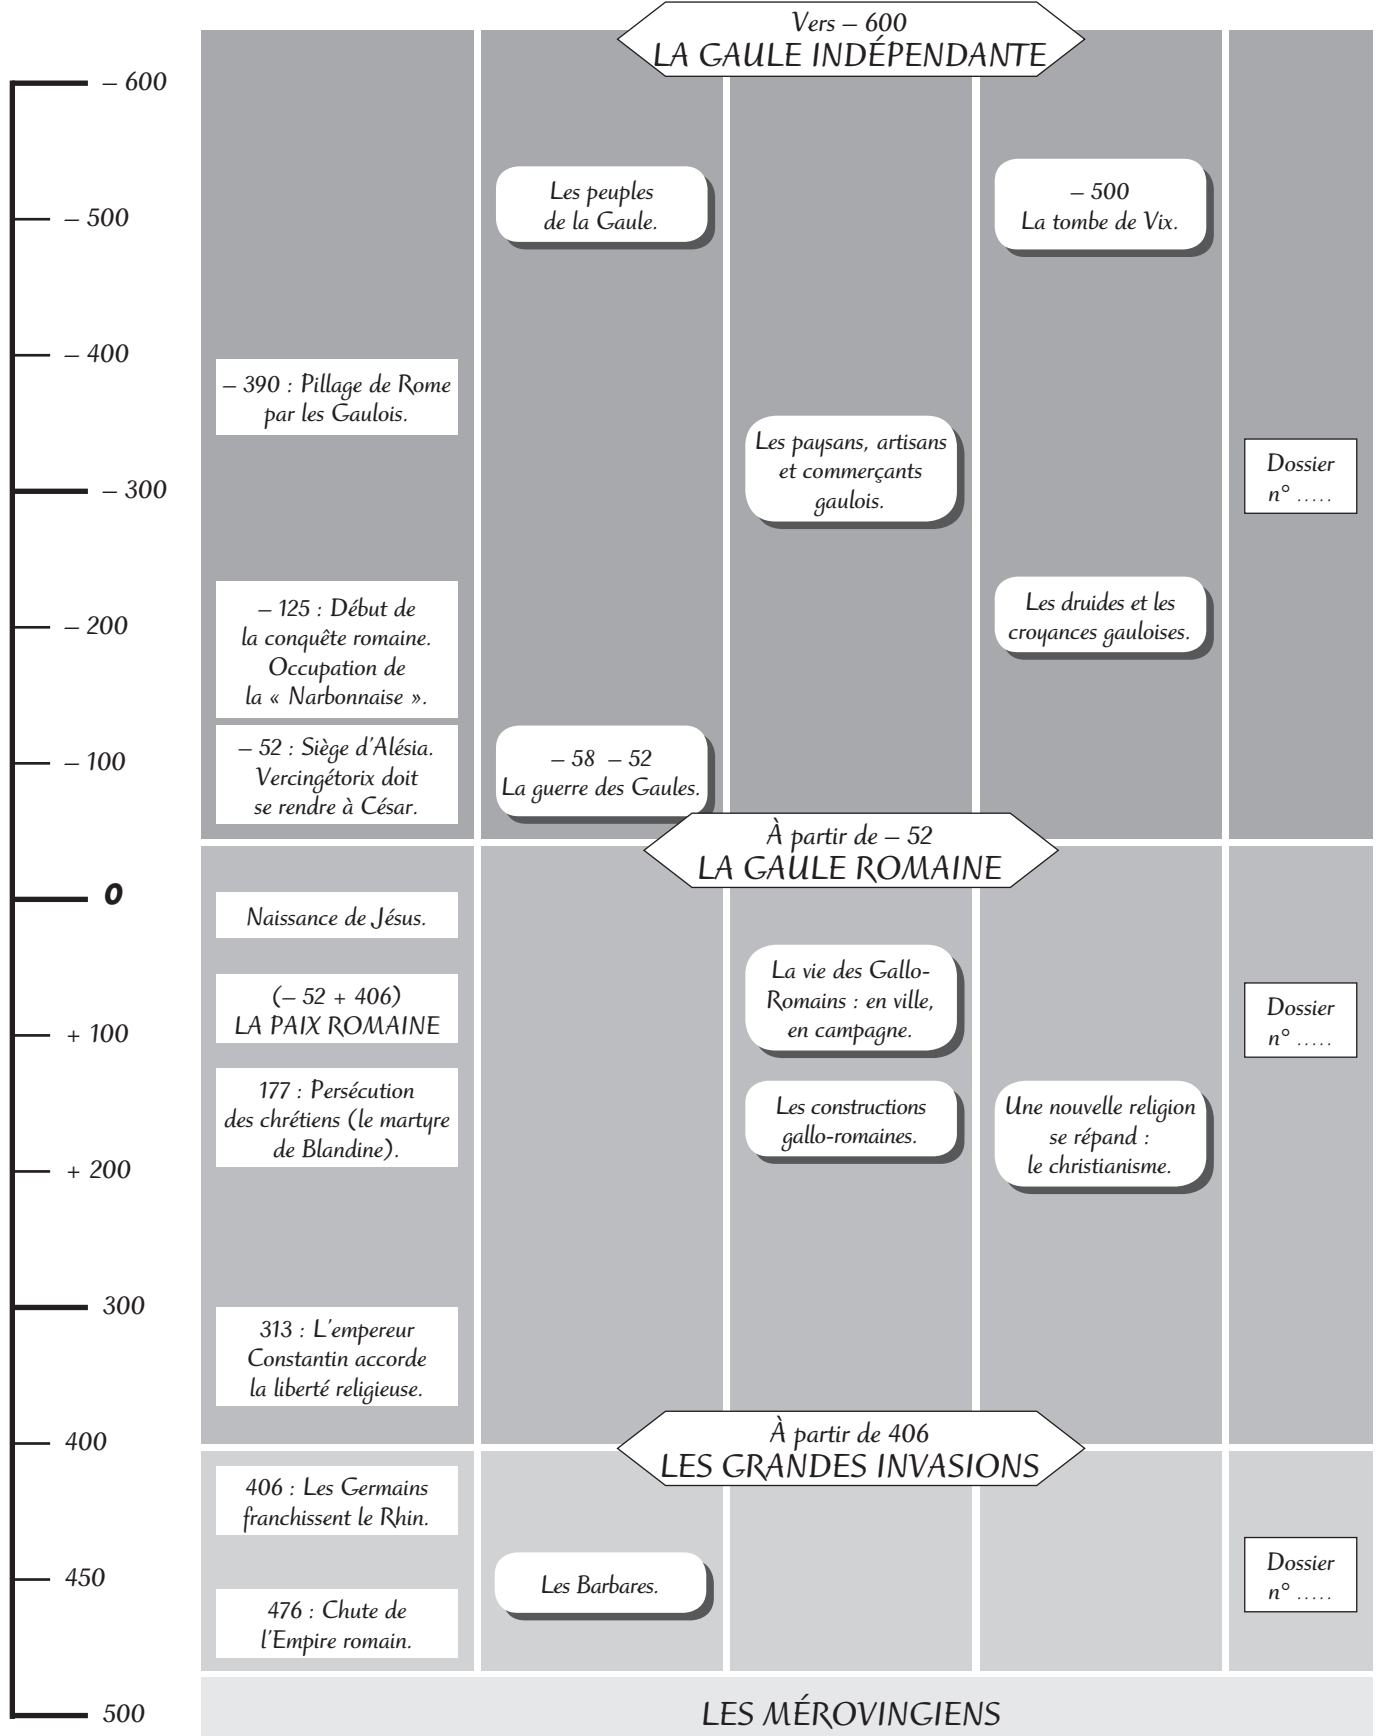 Vers – 600
LA GAULE INDÉPENDANTE
– 600
– 500
– 400
– 300
– 200
– 100
0
+ 100
+ 200
300
400
450
500
Les peuples
de la Gaule.
– 500
La tombe de Vix.
– 390 : Pillage de Rome
par les Gaulois.
Les paysans, artisans
et commerçants
gaulois.
Dossier
n° .....
– 125 : Début de
la conquête romaine.
Occupation de
la « Narbonnaise ».
Les druides et les
croyances gauloises.
– 52 : Siège d'Alésia.
Vercingétorix doit
se rendre à César.
– 58 – 52
La guerre des Gaules.
À partir de – 52
LA GAULE ROMAINE
Naissance de Jésus.
(– 52 + 406)
LA PAIX ROMAINE
La vie des Gallo-
Romains : en ville,
en campagne.
Dossier
n° .....
177 : Persécution
des chrétiens (le martyre
de Blandine).
Les constructions
gallo-romaines.
Une nouvelle religion
se répand :
le christianisme.
313 : L'empereur
Constantin accorde
la liberté religieuse.
À partir de 406
LES GRANDES INVASIONS
406 : Les Germains
franchissent le Rhin.
Les Barbares.
Dossier
n° .....
476 : Chute de
l'Empire romain.
LES MÉROVINGIENS